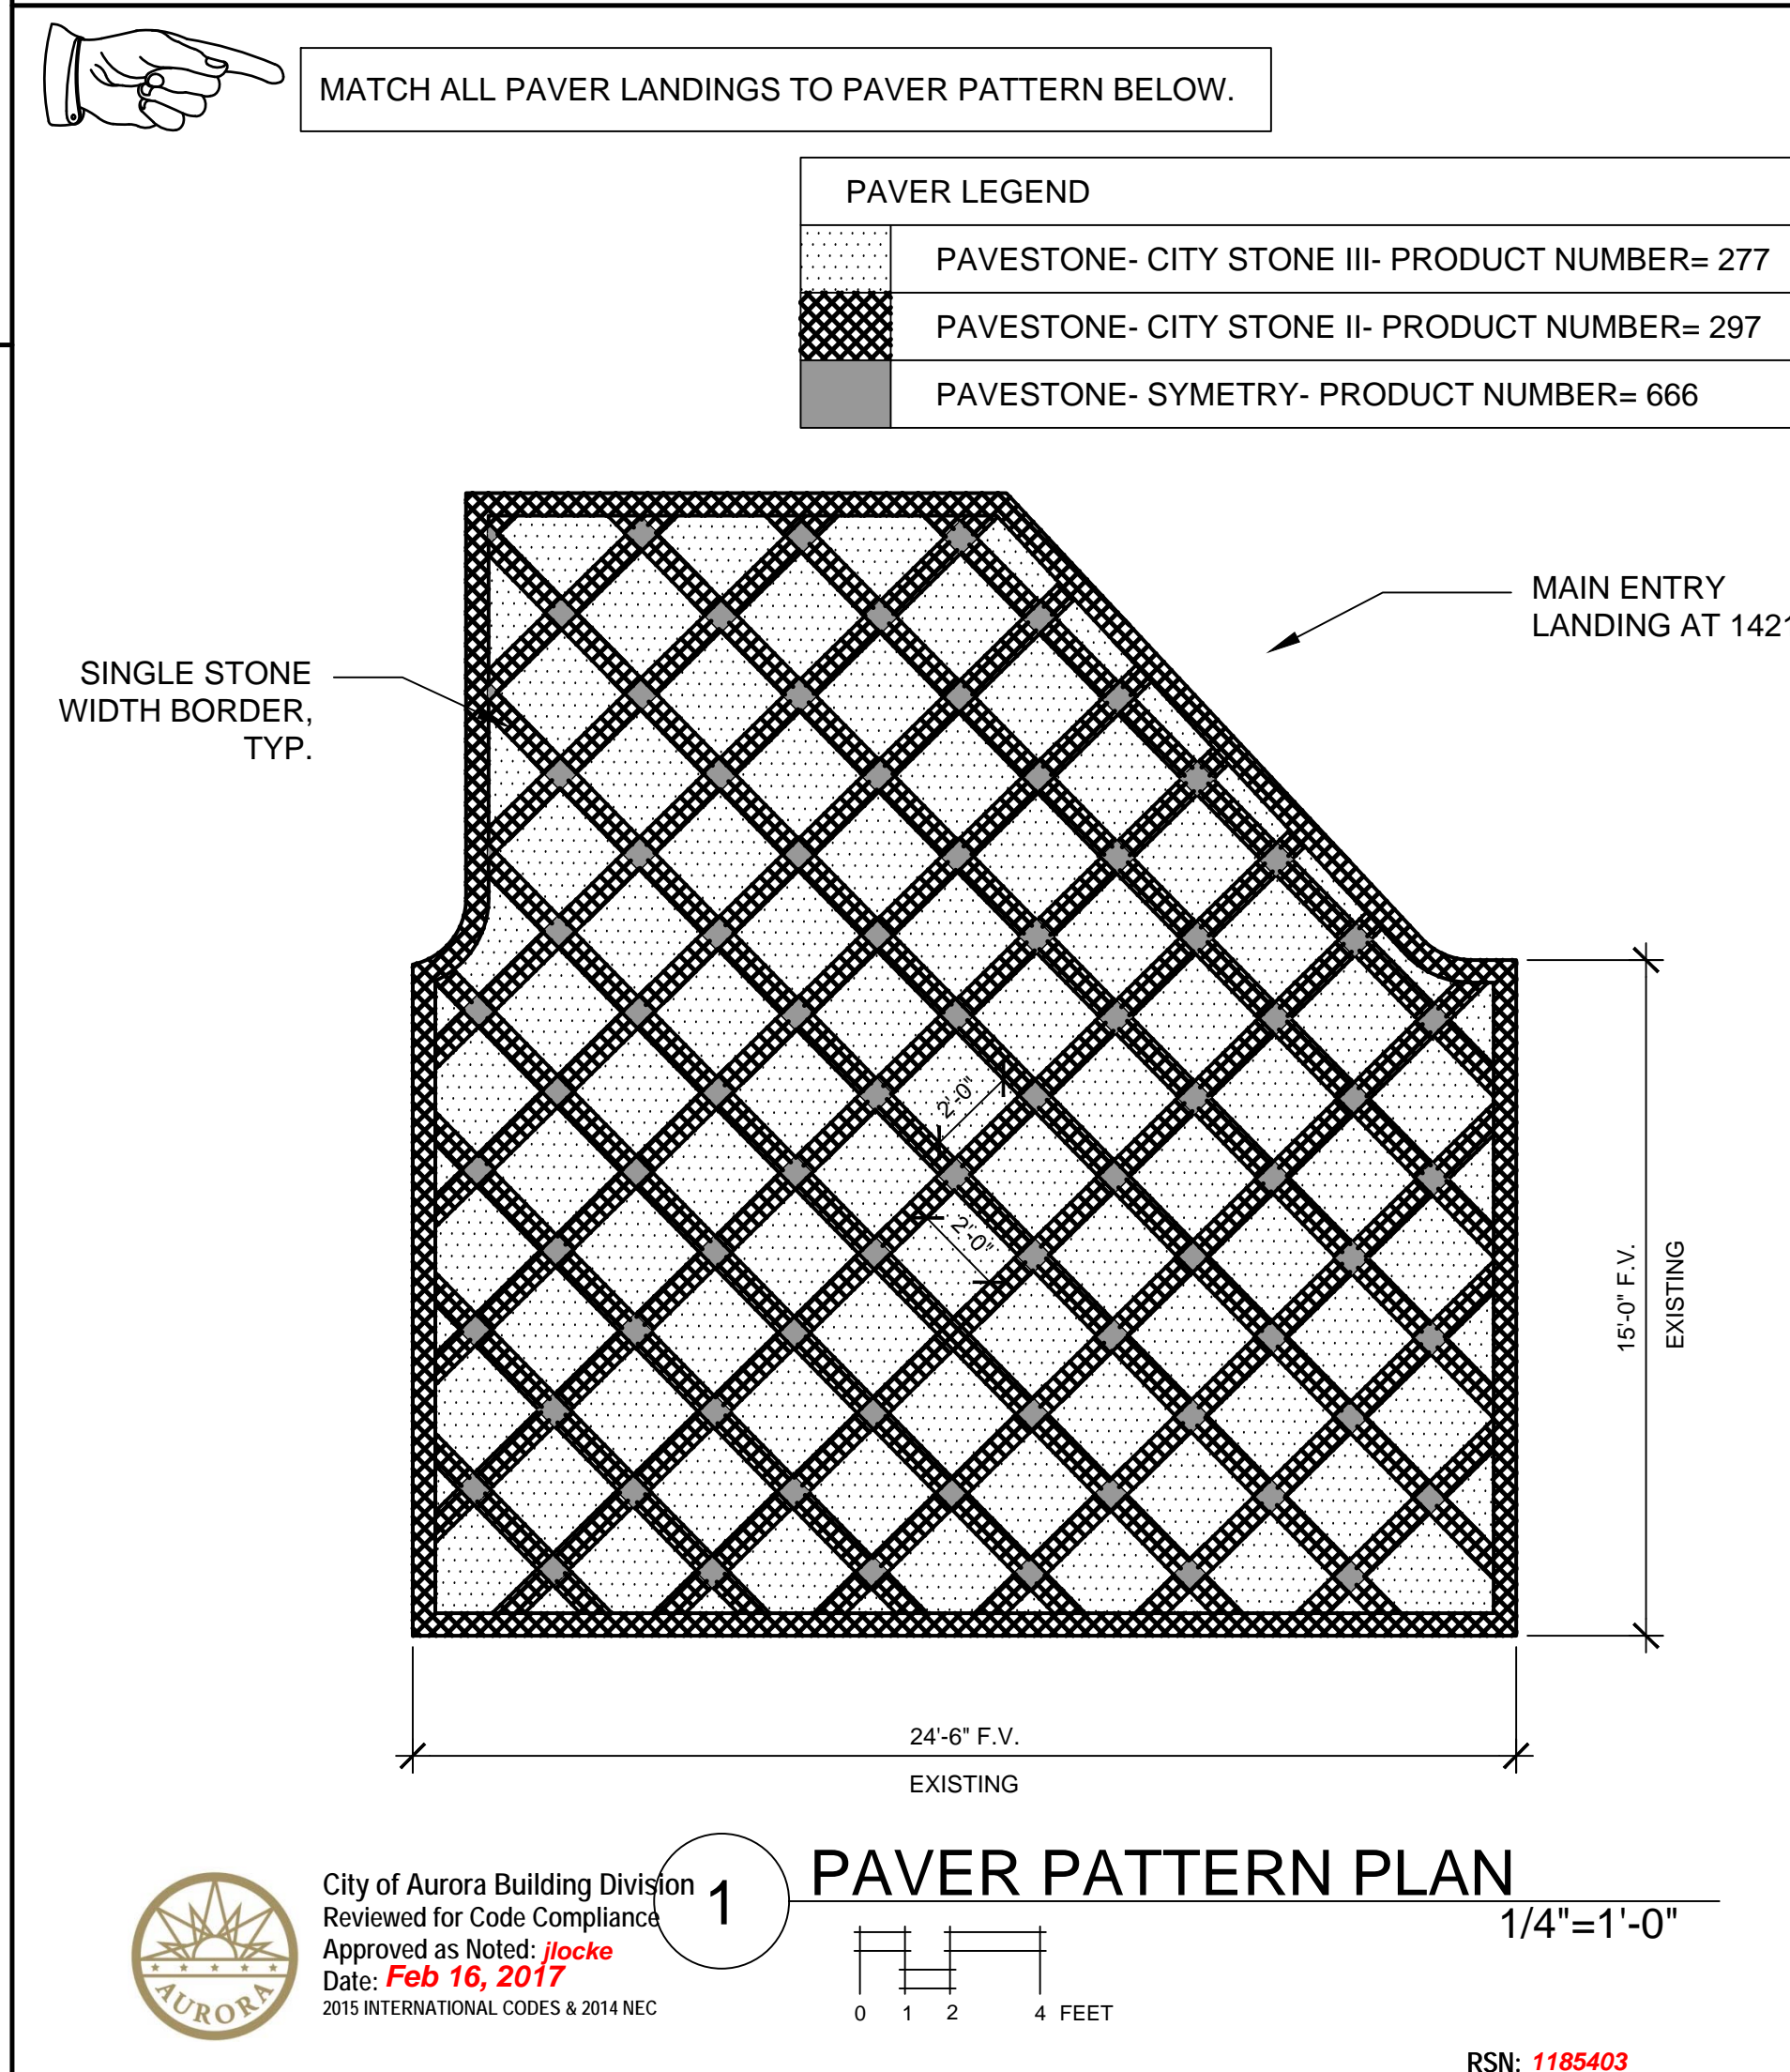 MATCH ALL PAVER LANDINGS TO PAVER PATTERN BELOW.
PAVER LEGEND
PAVESTONE- CITY STONE III- PRODUCT NUMBER= 277
PAVESTONE- CITY STONE II- PRODUCT NUMBER= 297
PAVESTONE- SYMETRY- PRODUCT NUMBER= 666
MAIN ENTRY
LANDING AT 1421
SINGLE STONE
WIDTH BORDER,
TYP.
2'-0"
2'-0"
15'-0" F.V.
EXISTING
24'-6" F.V.
EXISTING
1
PAVER PATTERN PLAN
1/4"=1'-0"
0 1 2 4 FEET
AURORA
City of Aurora Building Division
Reviewed for Code Compliance
Approved as Noted: jlocke
Date: Feb 16, 2017
2015 INTERNATIONAL CODES & 2014 NEC
RSN: 1185403